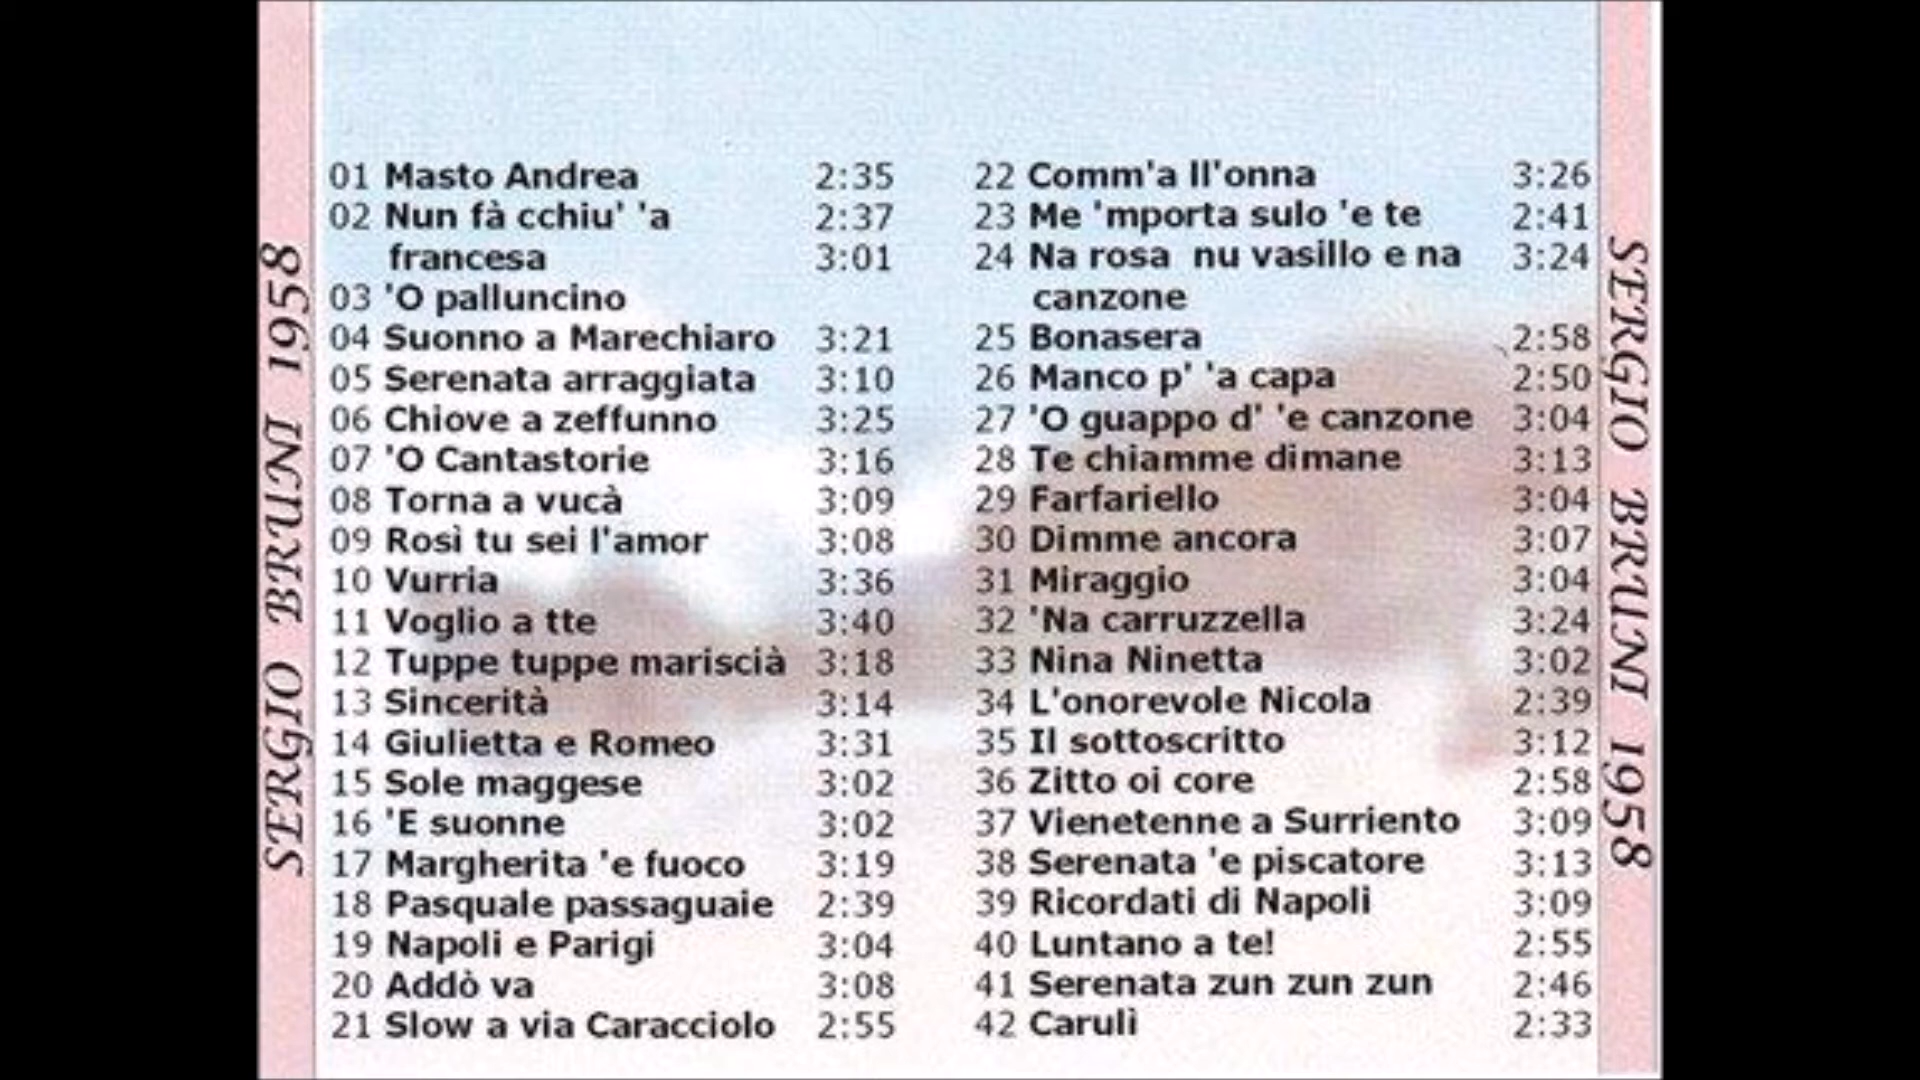 SERGIO BRUNI 1958
01 Masto Andrea 2:35
02 Nun fà cchiu' 'a 2:37
francesa 3:01
03 'O palluncino
04 Suonno a Marechiaro 3:21
05 Serenata arraggiata 3:10
06 Chiove a zeffunno 3:25
07 'O Cantastorie 3:16
08 Torna a vucà 3:09
09 Rosì tu sei l'amor 3:08
10 Vurria 3:36
11 Voglio a tte 3:40
12 Tuppe tuppe mariscià 3:18
13 Sincerità 3:14
14 Giulietta e Romeo 3:31
15 Sole maggese 3:02
16 'E suonne 3:02
17 Margherita 'e fuoco 3:19
18 Pasquale passaguaie 2:39
19 Napoli e Parigi 3:04
20 Addò va 3:08
21 Slow a via Caracciolo 2:55
22 Comm'a ll'onna 3:26
23 Me 'mporta sulo 'e te 2:41
24 Na rosa nu vasillo e na 3:24
canzone
25 Bonasera 2:58
26 Manco p' 'a capa 2:50
27 'O guappo d' 'e canzone 3:04
28 Te chiamme dimane 3:13
29 Farfariello 3:04
30 Dimme ancora 3:07
31 Miraggio 3:04
32 'Na carruzzella 3:24
33 Nina Ninetta 3:02
34 L'onorevole Nicola 2:39
35 Il sottoscritto 3:12
36 Zitto oi core 2:58
37 Vienetenne a Surriento 3:09
38 Serenata 'e piscatore 3:13
39 Ricordati di Napoli 3:09
40 Luntano a te! 2:55
41 Serenata zun zun zun 2:46
42 Carulì 2:33
SERGIO BRUNI 1958